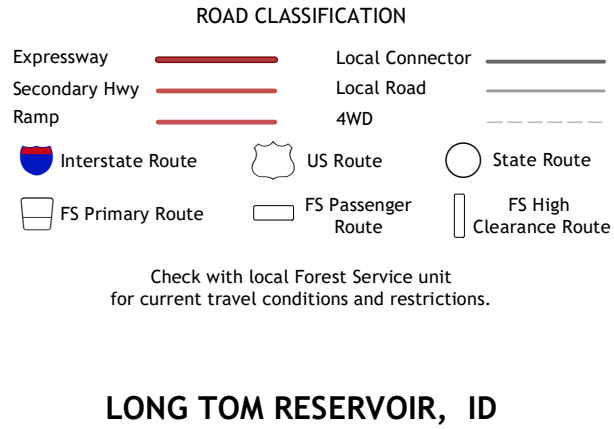 ROAD CLASSIFICATION
Expressway
Local Connector
Secondary Hwy
Local Road
Ramp
4WD
Interstate Route
US Route
State Route
FS Primary Route
FS Passenger
Route
FS High
Clearance Route
Check with local Forest Service unit
for current travel conditions and restrictions.
LONG TOM RESERVOIR, ID